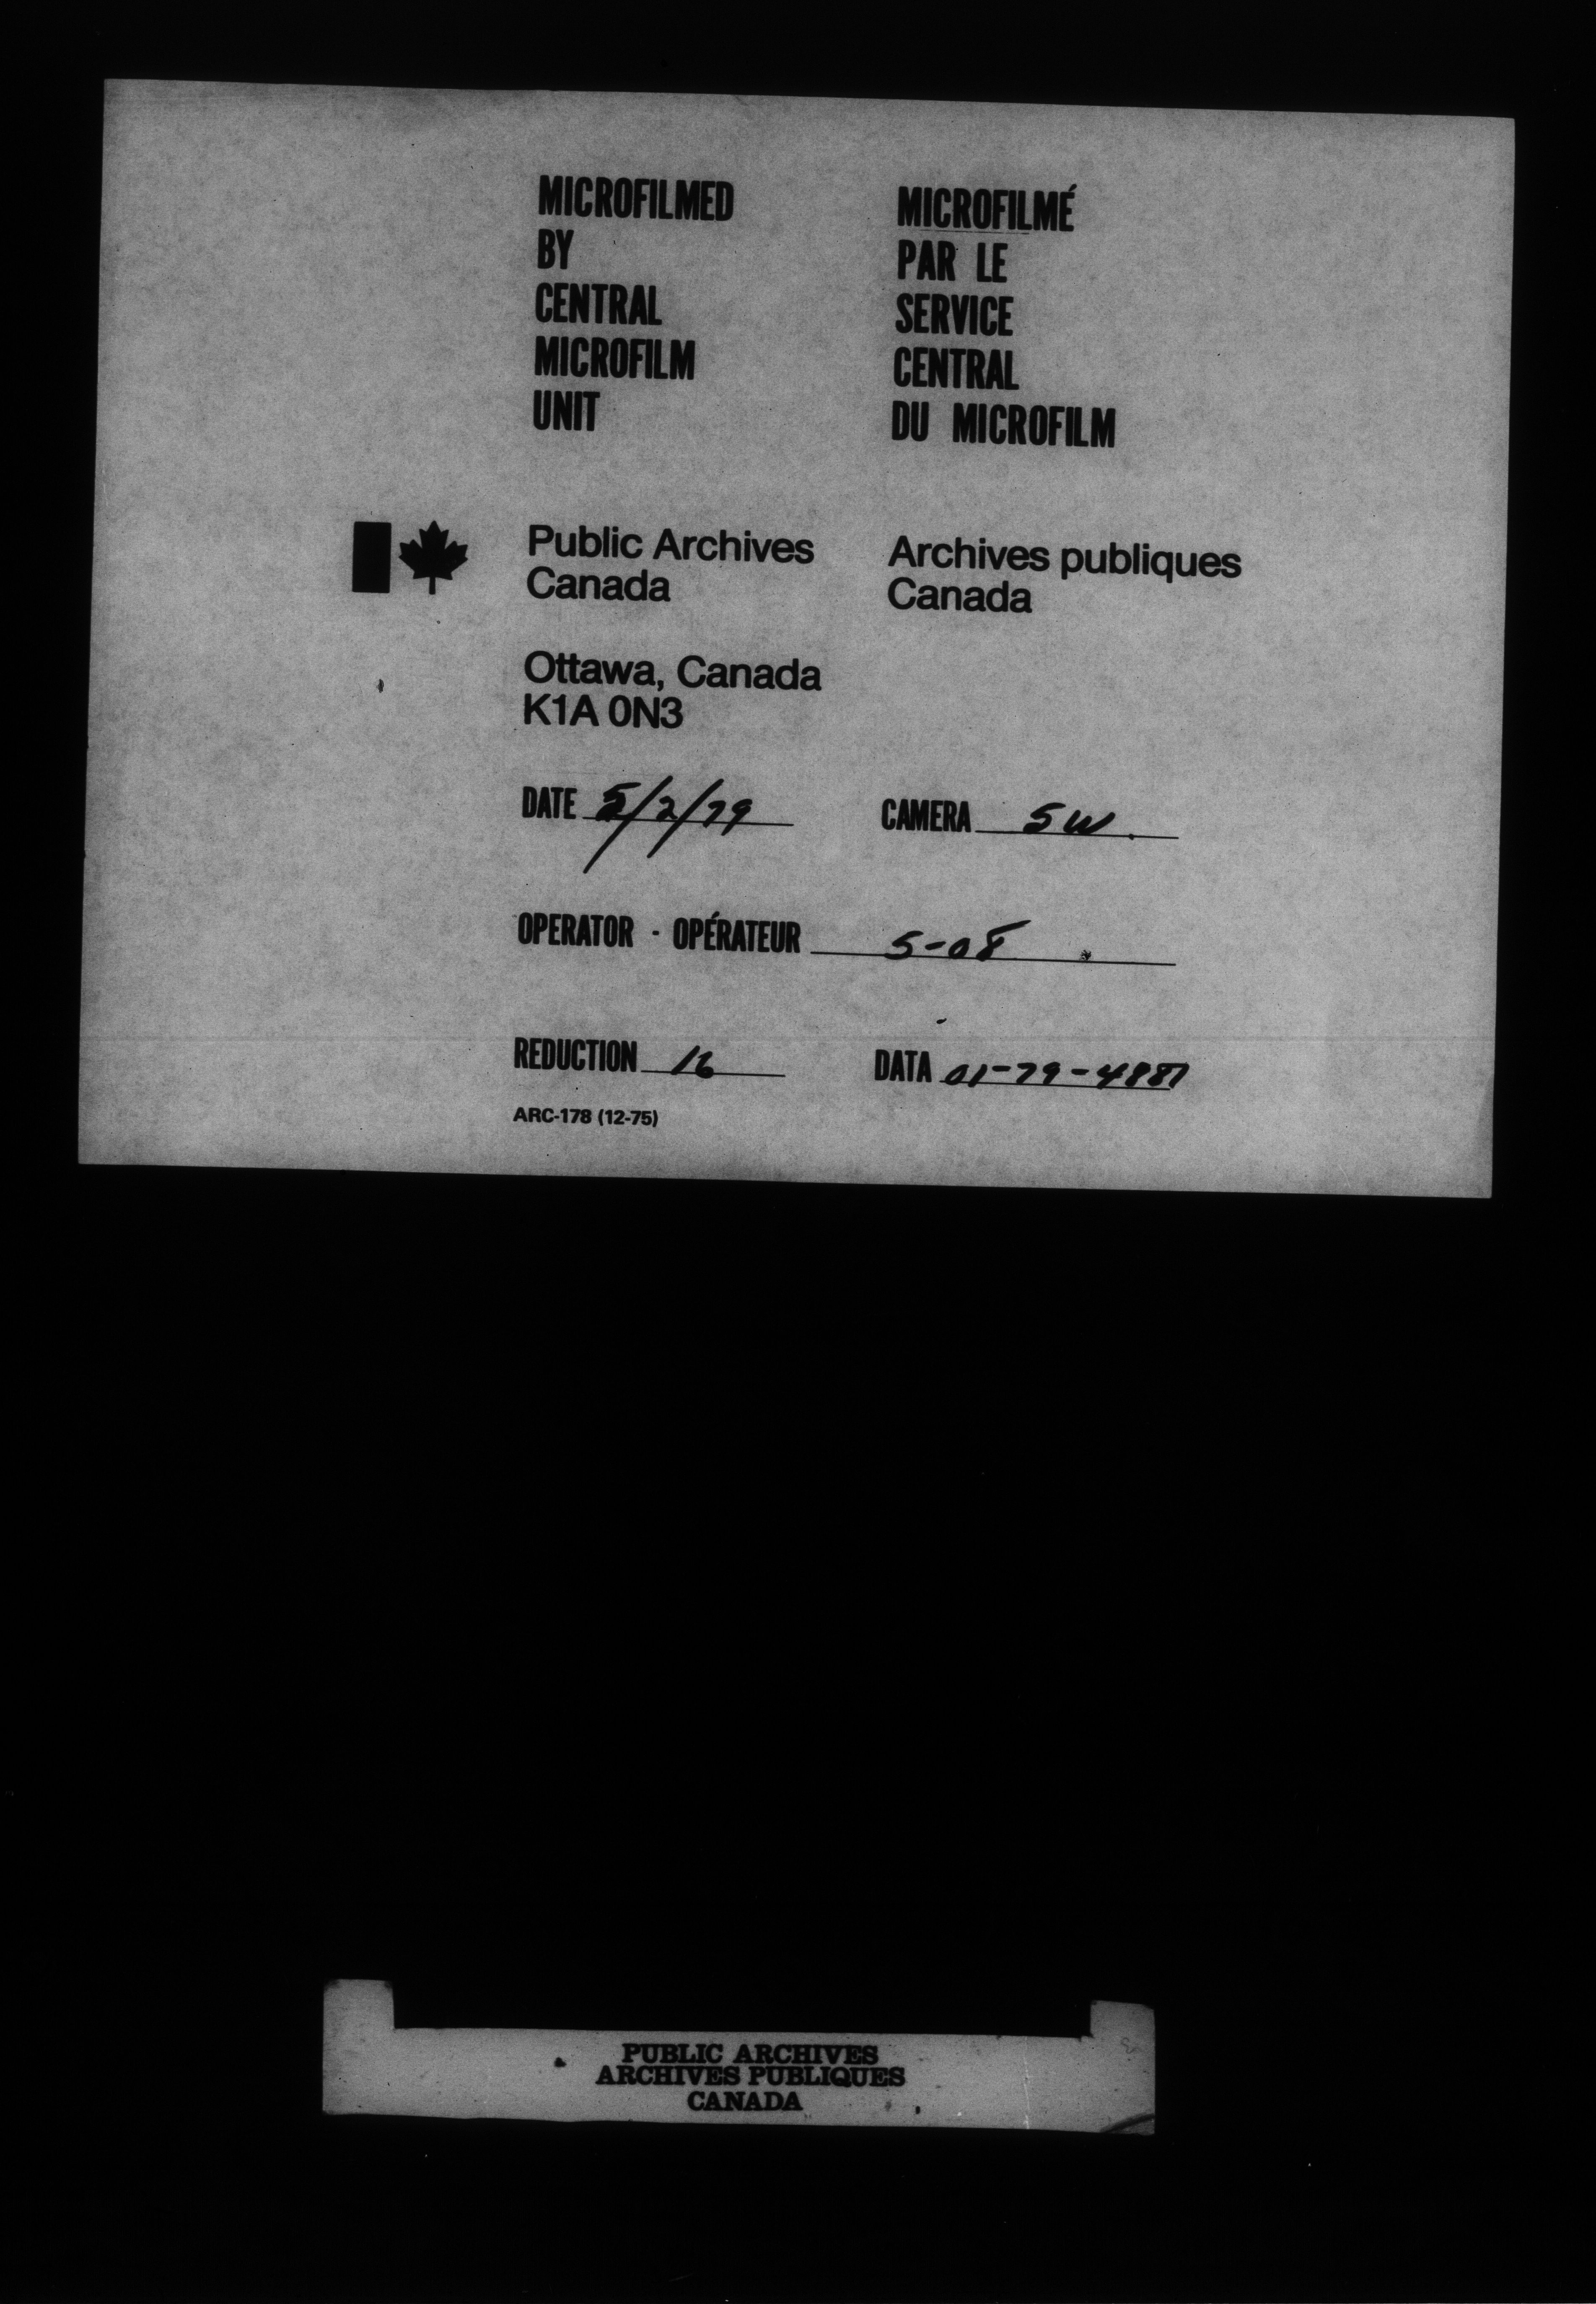 MICROFILMED
BY
CENTRAL
MICROFILM
UNIT
MICROFILMÉ
PAR LE
SERVICE
CENTRAL
DU MICROFILM
Public Archives
Canada
Archives publiques
Canada
Ottawa, Canada
K1A 0N3
DATE 5/2/79
CAMERA 5W.
OPERATOR - OPÉRATEUR 5-08
REDUCTION 16
DATA 01-79-4887
ARC-178 (12-75)
PUBLIC ARCHIVES
ARCHIVES PUBLIQUES
CANADA